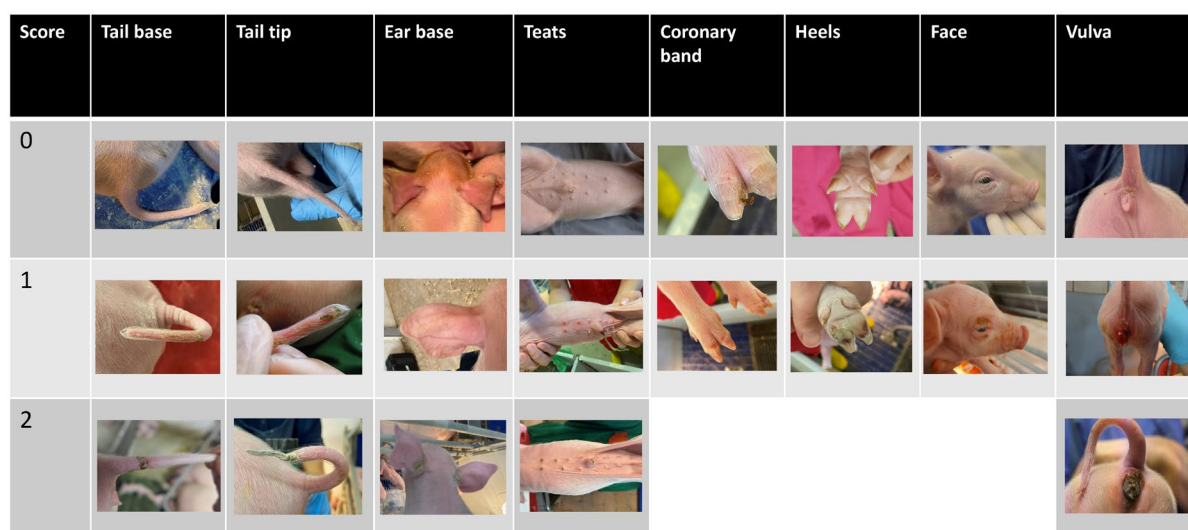 Score
Tail base
Tail tip
Ear base
Teats
Coronary
band
Heels
Face
Vulva
0
1
2